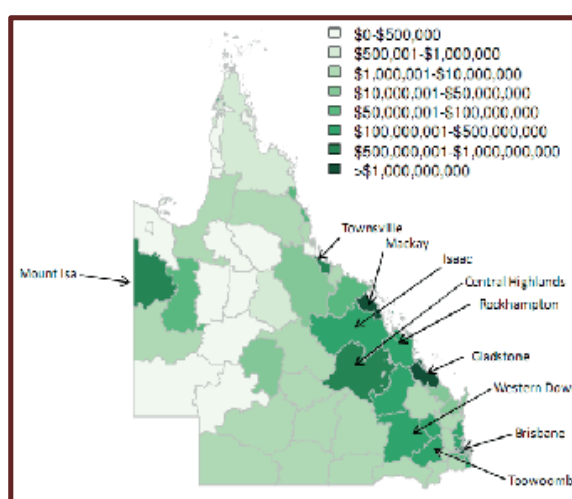 $0-$500,000
$500,001-$1,000,000
$1,000,001-$10,000,000
$10,000,001-$50,000,000
$50,000,001-$100,000,000
$100,000,001-$500,000,000
$500,000,001-$1,000,000,000
>$1,000,000,000
Townsville
Mackay
Isaac
Mount Isa
Central Highlands
Rockhampton
Gladstone
Western Dow
Brisbane
Toowoomb